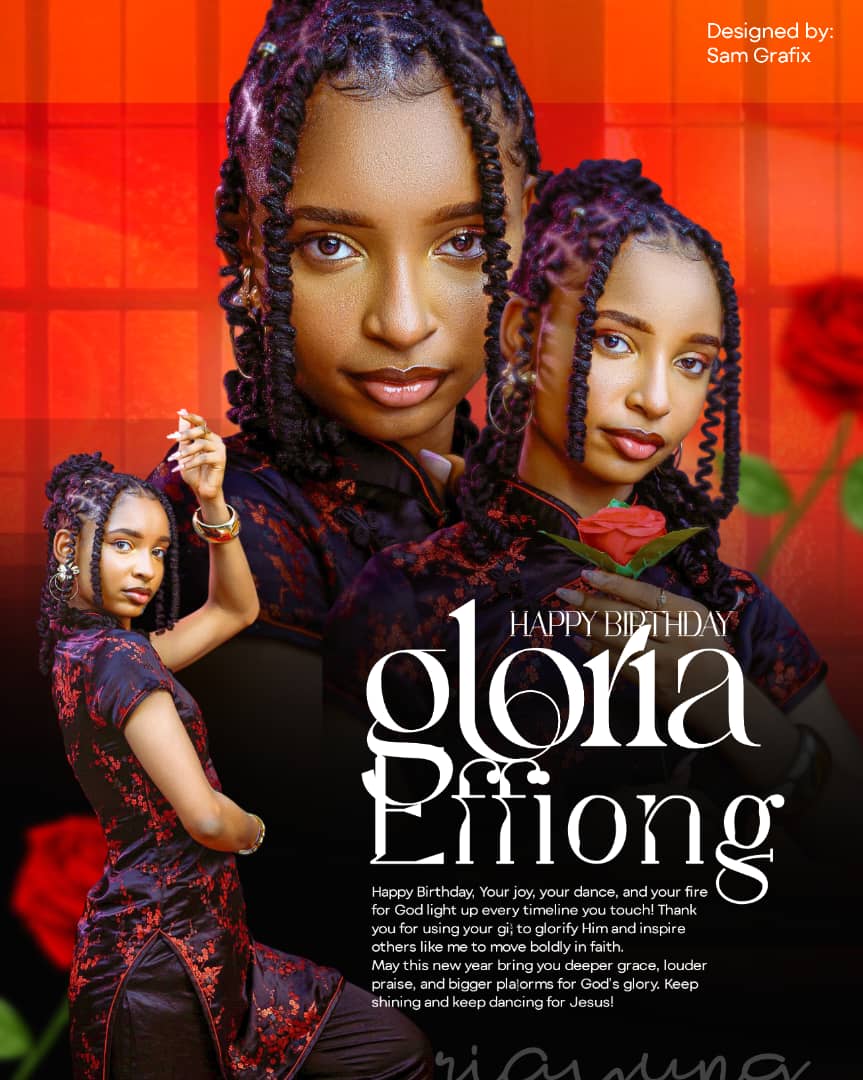 Designed by:
Sam Grafix
HAPPY BIRTHDAY
gloria
Effiong
Happy Birthday, Your joy, your dance, and your fire
for God light up every timeline you touch! Thank
you for using your to glorify Him and inspire
others like me to move boldly in faith.
May this new year bring you deeper grace, louder
praise, and bigger for God's glory. Keep
shining and keep dancing for Jesus!